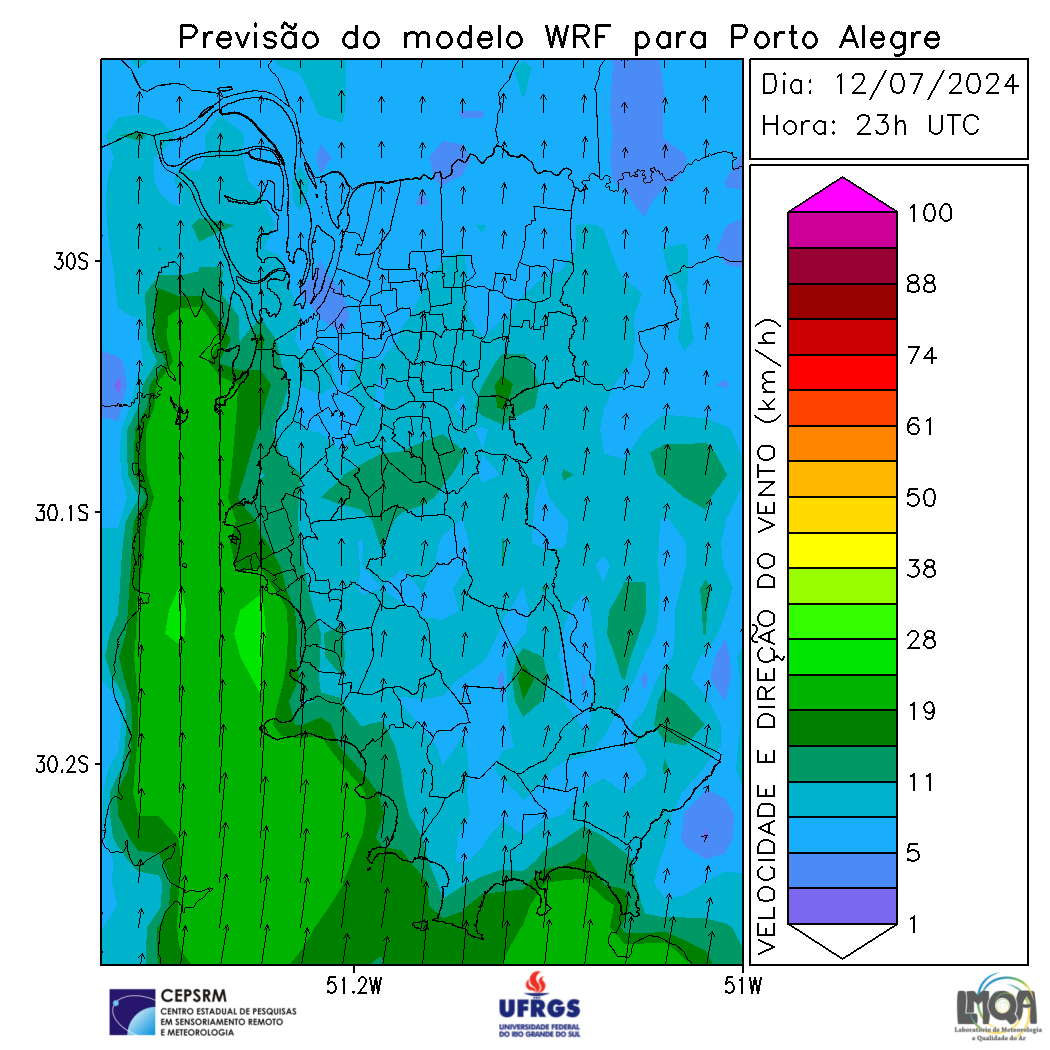 Previsão do modelo WRF para Porto Alegre
Dia: 12/07/2024
Hora: 23h UTC
30S
30.1S
30.2S
51.2W
51W
VELOCIDADE E DIREÇÃO DO VENTO (km/h)
100
88
74
61
50
38
28
19
11
5
1
CEPSRM
CENTRO ESTADUAL DE PESQUISAS
EM SENSORIAMENTO REMOTO
E METEOROLOGIA
UFRGS
UNIVERSIDADE FEDERAL
DO RIO GRANDE DO SUL
LMQA
Laboratório de Meteorologia
e Qualidade do Ar